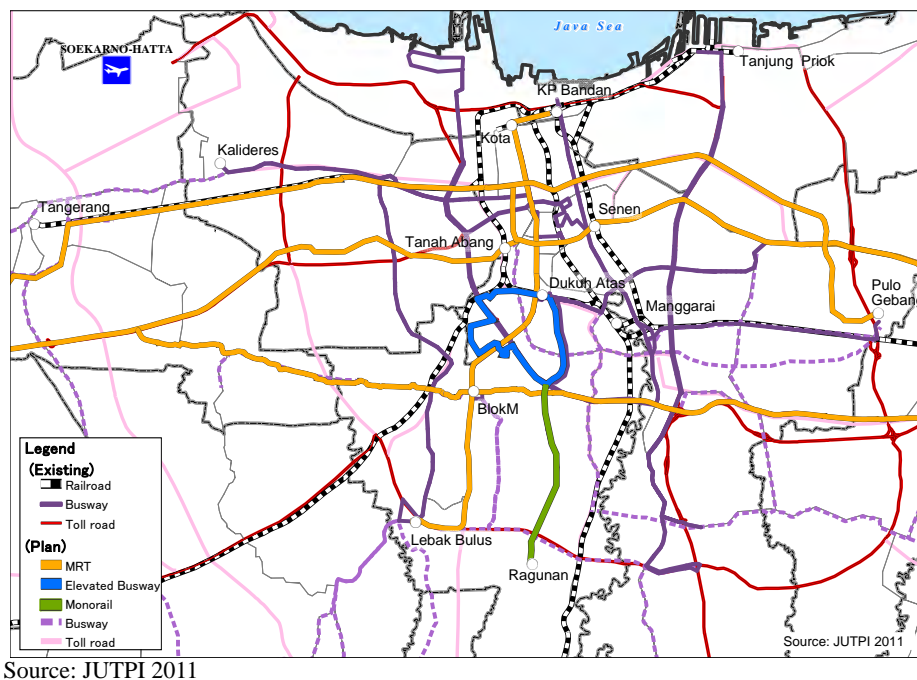 Java Sea
SOEKARNO-HATTA
Tanjung Priok
KP Bandan
Kota
Kalideres
Tangerang
Senen
Tanah Abang
Dukuh Atas
Manggarai
Pulo
Gebang
BlokM
Lebak Bulus
Ragunan
Legend
(Existing)
Railroad
Busway
Toll road
(Plan)
MRT
Elevated Busway
Monorail
Busway
Toll road
Source: JUTPI 2011
Source: JUTPI 2011